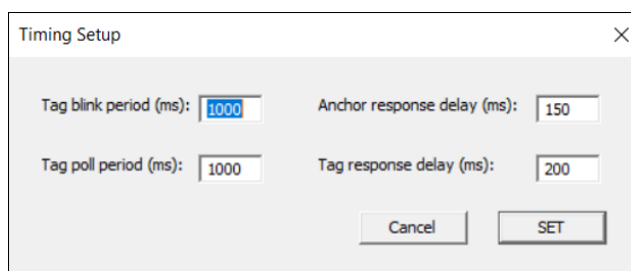 Timing Setup
Tag blink period (ms): 1000 Anchor response delay (ms): 150
Tag poll period (ms): 1000 Tag response delay (ms): 200
Cancel SET